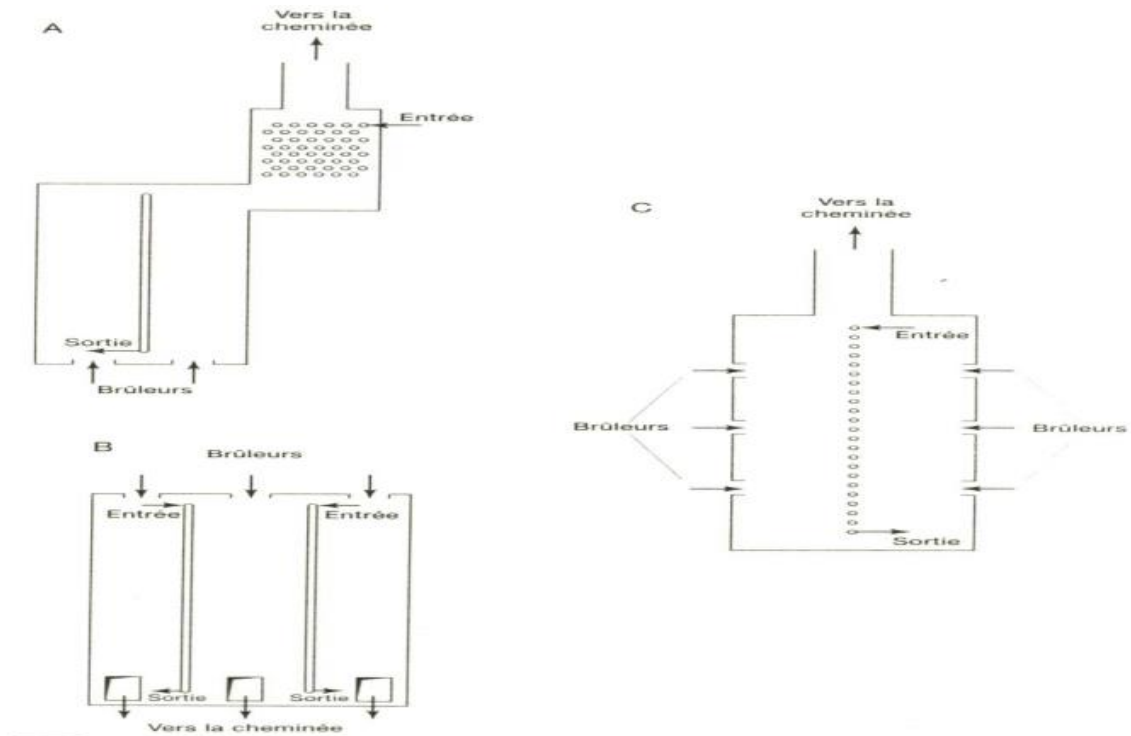 A
Vers la
cheminée
Entrée
Sortie
Brûleurs
B
Brûleurs
Entrée
Entrée
Sortie
Sortie
Vers la cheminée
C
Vers la
cheminée
Entrée
Brûleurs
Brûleurs
Sortie